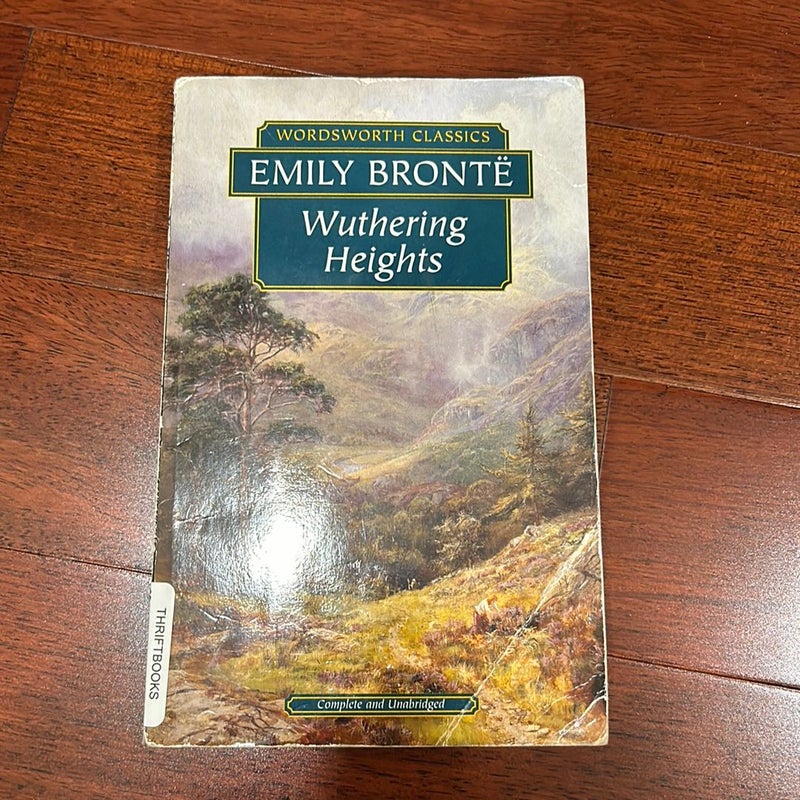 WORDSWORTH CLASSICS
EMILY BRONTË
Wuthering
Heights
THRIFTBOOKS
Complete and Unabridged